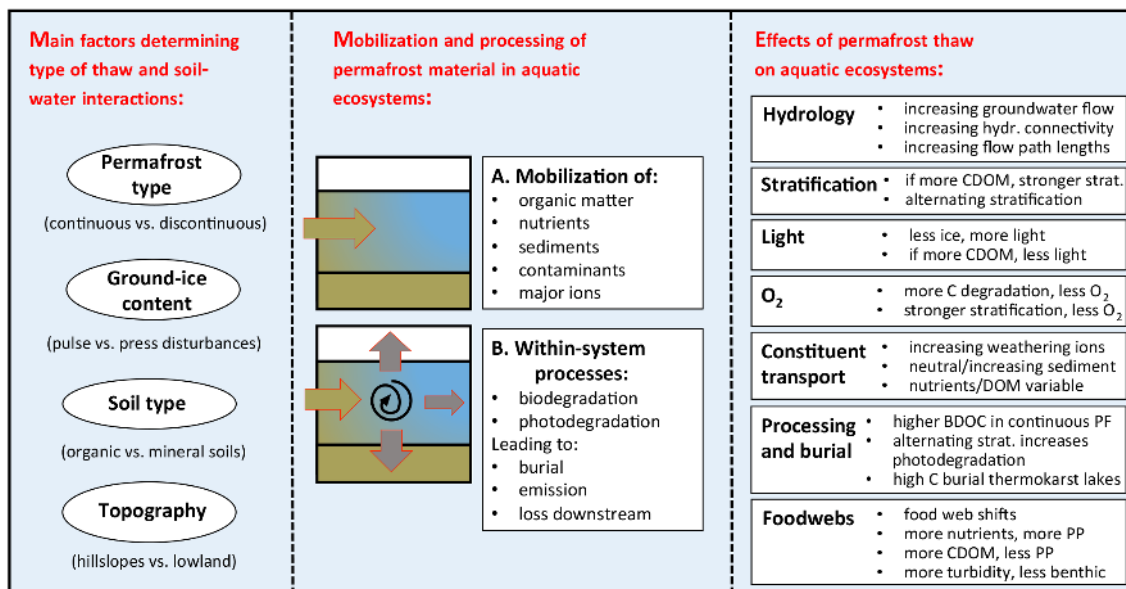 Main factors determining
type of thaw and soil-
water interactions:
Permafrost
type
(continuous vs. discontinuous)
Ground-ice
content
(pulse vs. press disturbances)
Soil type
(organic vs. mineral soils)
Topography
(hillslopes vs. lowland)
Mobilization and processing of
permafrost material in aquatic
ecosystems:
A. Mobilization of:
• organic matter
• nutrients
• sediments
• contaminants
• major ions
B. Within-system
processes:
• biodegradation
• photodegradation
Leading to:
• burial
• emission
• loss downstream
Effects of permafrost thaw
on aquatic ecosystems:
Hydrology
• increasing groundwater flow
• increasing hydr. connectivity
• increasing flow path lengths
Stratification
• if more CDOM, stronger strat.
• alternating stratification
Light
• less ice, more light
• if more CDOM, less light
O₂
• more C degradation, less O₂
• stronger stratification, less O₂
Constituent
transport
• increasing weathering ions
• neutral/increasing sediment
• nutrients/DOM variable
Processing
and burial
• higher BDOC in continuous PF
• alternating strat. increases
photodegradation
• high C burial thermokarst lakes
Foodwebs
• food web shifts
• more nutrients, more PP
• more CDOM, less PP
• more turbidity, less benthic